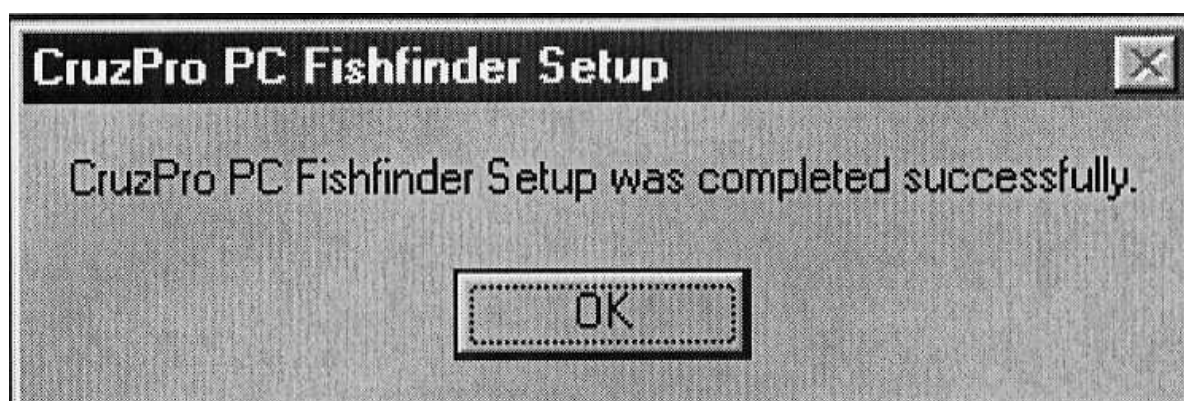 CruzPro PC Fishfinder Setup
CruzPro PC Fishfinder Setup was completed successfully.
OK